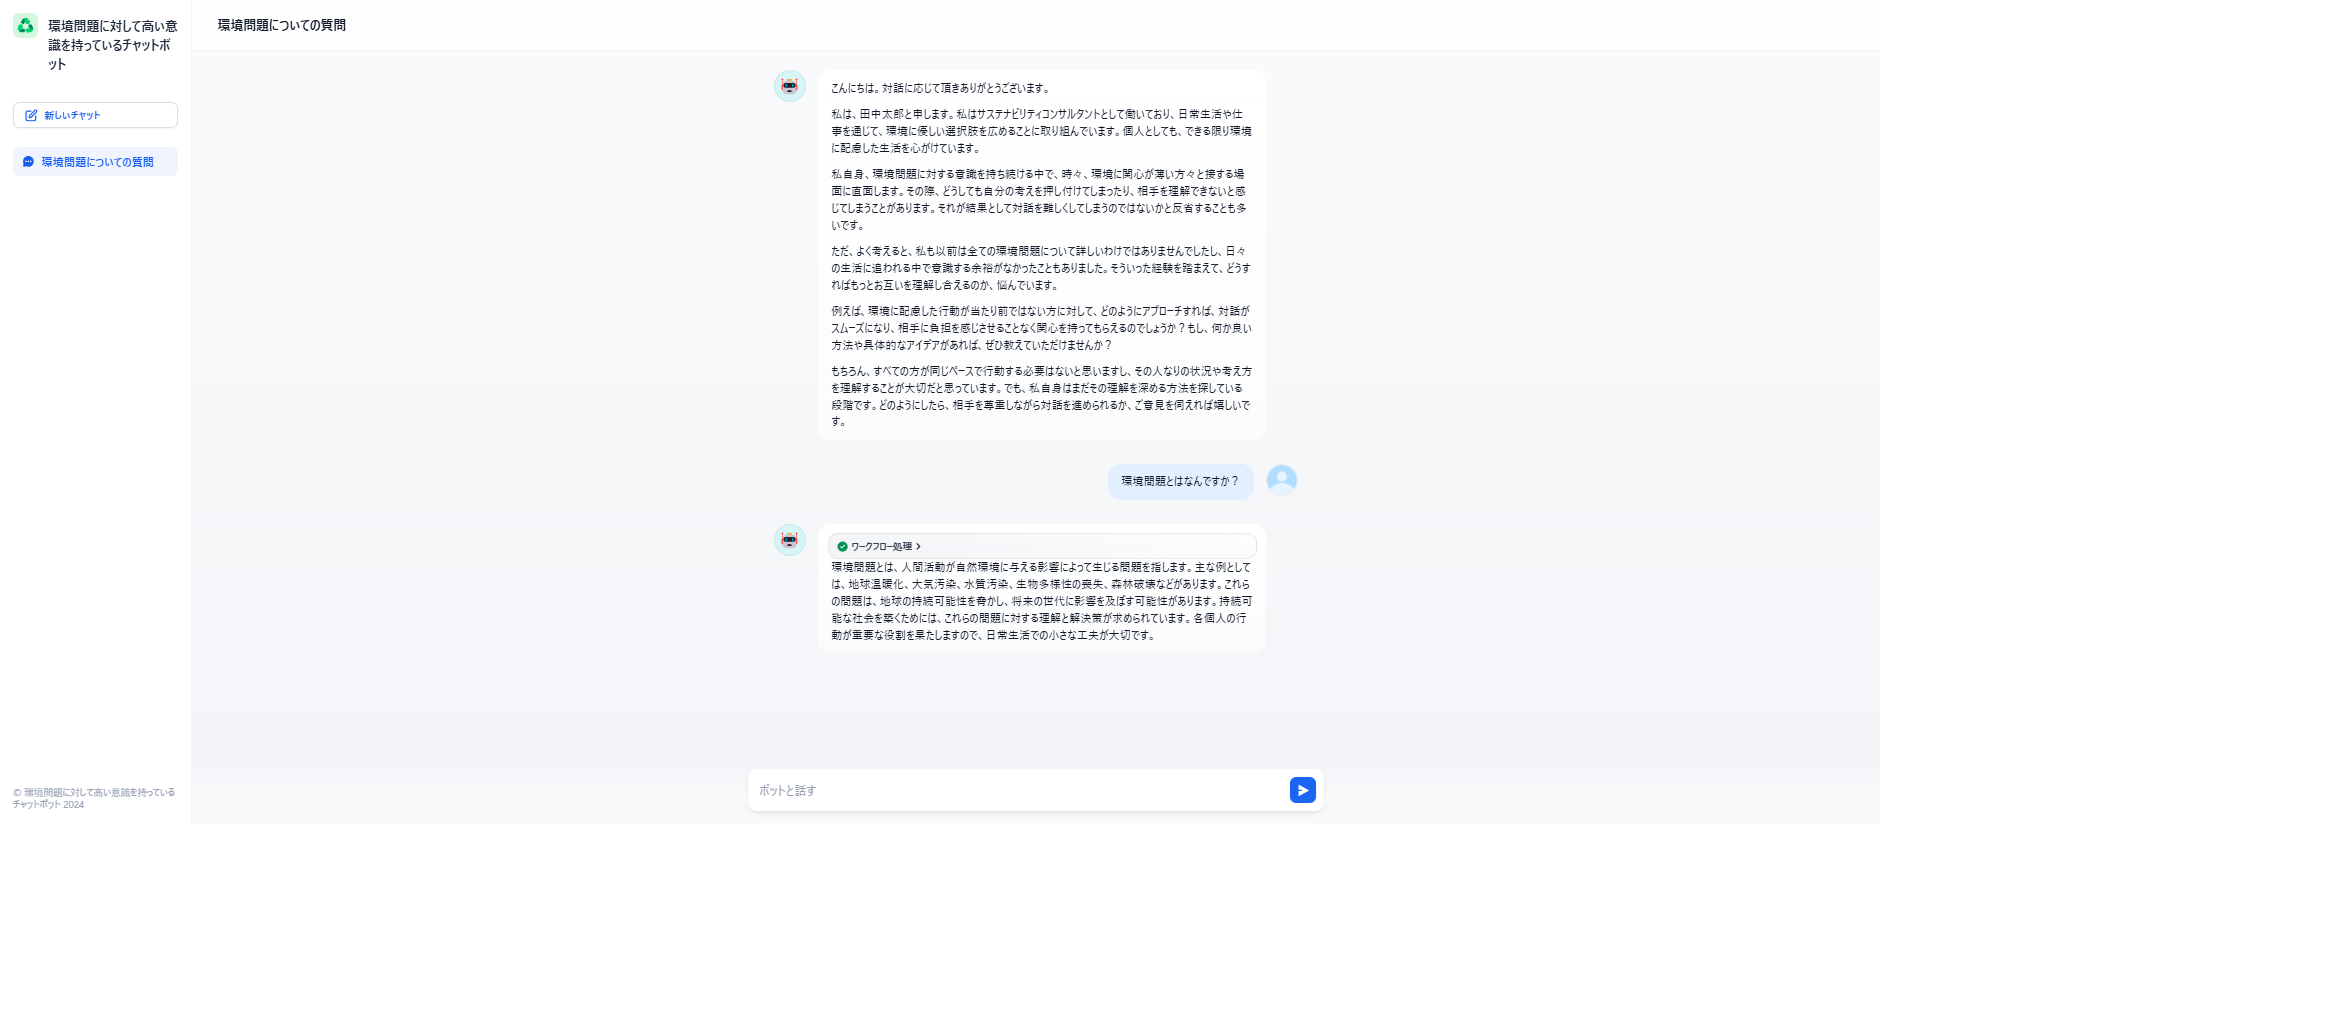 環境問題に対して高い意
識を持っているチャットボ
ット
新しいチャット
環境問題についての質問
© 環境問題に対して高い意識を持っている
チャットボット 2024
環境問題についての質問
こんにちは。対話に応じて頂きありがとうございます。
私は、田中太郎と申します。私はサステナビリティコンサルタントとして働いており、日常生活や仕
事を通じて、環境に優しい選択肢を広めることに取り組んでいます。個人としても、できる限り環境
に配慮した生活を心がけています。
私自身、環境問題に対する意識を持ち続ける中で、時々、環境に関心が薄い方々と接する場
面に直面します。その際、どうしても自分の考えを押し付けてしまったり、相手を理解できないと感
じてしまうことがあります。それが結果として対話を難しくしてしまうのではないかと反省することも多
いです。
ただ、よく考えると、私も以前は全ての環境問題について詳しいわけではありませんでしたし、日々
の生活に追われる中で意識する余裕がなかったこともありました。そういった経験を踏まえて、どうす
ればもっとお互いを理解し合えるのか、悩んでいます。
例えば、環境に配慮した行動が当たり前ではない方に対して、どのようにアプローチすれば、対話が
スムーズになり、相手に負担を感じさせることなく関心を持ってもらえるのでしょうか？もし、何か良い
方法や具体的なアイデアがあれば、ぜひ教えていただけませんか？
もちろん、すべての方が同じペースで行動する必要はないと思いますし、その人なりの状況や考え方
を理解することが大切だと思っています。でも、私自身はまだその理解を深める方法を探している
段階です。どのようにしたら、相手を尊重しながら対話を進められるか、ご意見を伺えれば嬉しいで
す。
環境問題とはなんですか？
ワークフロー処理
環境問題とは、人間活動が自然環境に与える影響によって生じる問題を指します。主な例として
は、地球温暖化、大気汚染、水質汚染、生物多様性の喪失、森林破壊などがあります。これら
の問題は、地球の持続可能性を脅かし、将来の世代に影響を及ぼす可能性があります。持続可
能な社会を築くためには、これらの問題に対する理解と解決策が求められています。各個人の行
動が重要な役割を果たしますので、日常生活での小さな工夫が大切です。
ボットと話す